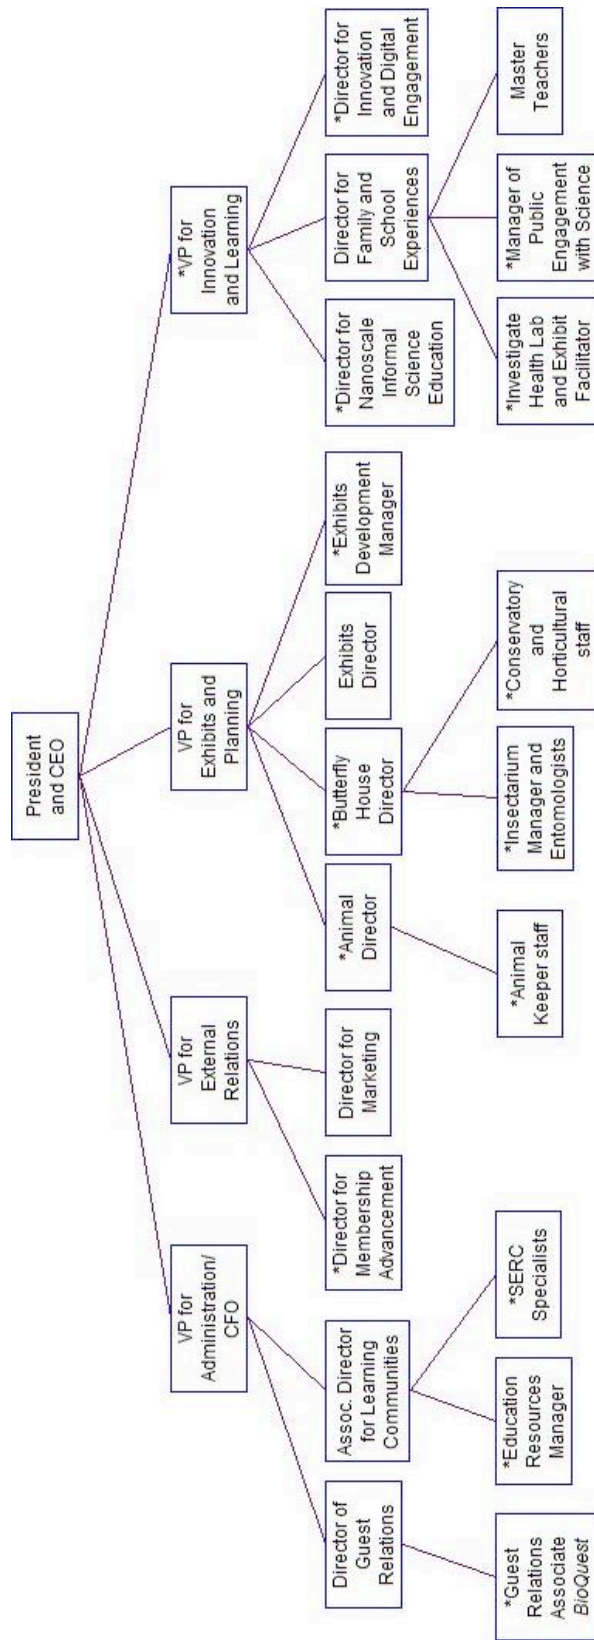 President
and CEO
VP for
Administration/
CFO
VP for
External
Relations
VP for
Exhibits and
Planning
*VP for
Innovation
and Learning
Director of
Guest
Relations
Assoc. Director
for Learning
Communities
*Director for
Membership
Advancement
Director for
Marketing
*Animal
Director
*Butterfly
House
Director
Exhibits
Director
*Exhibits
Development
Manager
*Director for
Nanoscale
Informal
Science
Education
Director for
Family and
School
Experiences
*Director for
Innovation
and Digital
Engagement
*Guest
Relations
Associate
BioQuest
*Education
Resources
Manager
*SERC
Specialists
*Animal
Keeper staff
*Insectarium
Manager and
Entomologists
*Conservatory
and
Horticultural
staff
*Investigate
Health Lab
and Exhibit
Facilitator
*Manager of
Public
Engagement
with Science
Master
Teachers